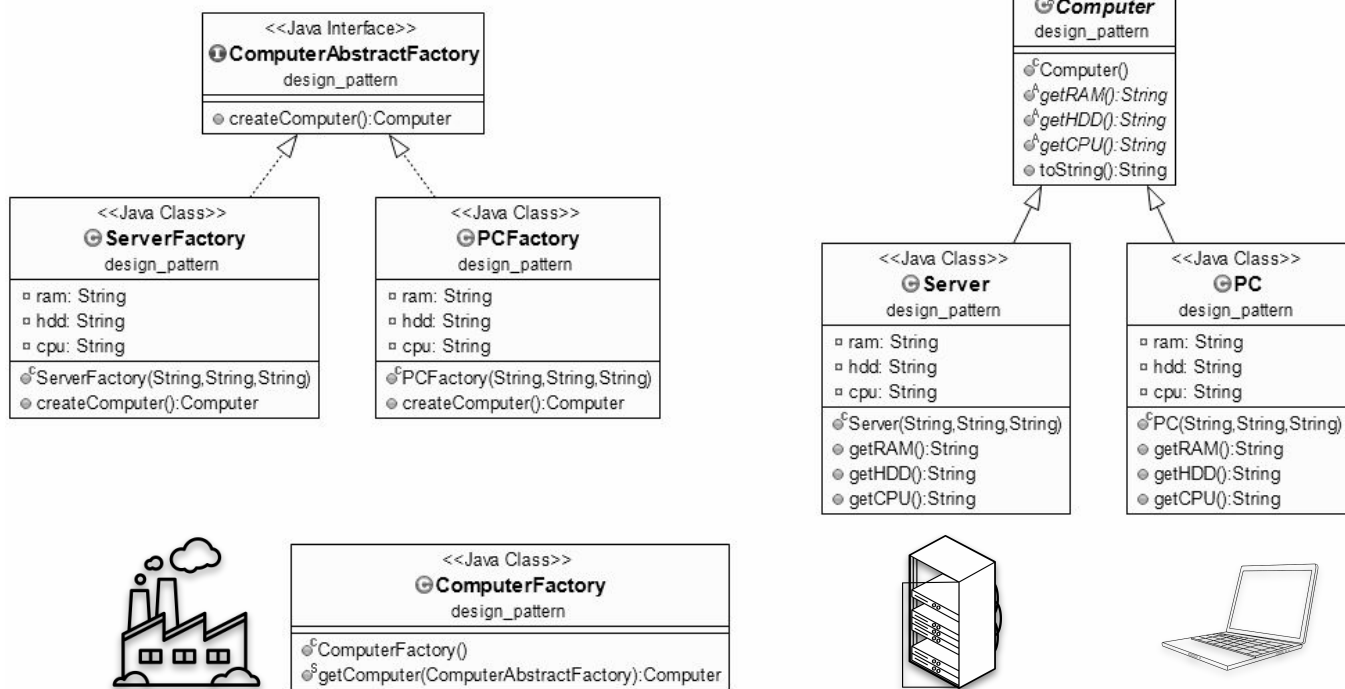 <<Java Interface>>
ComputerAbstractFactory
design_pattern
createComputer():Computer
<<Java Class>>
ServerFactory
design_pattern
ram: String
hdd: String
cpu: String
ServerFactory(String,String,String)
createComputer():Computer
<<Java Class>>
PCFactory
design_pattern
ram: String
hdd: String
cpu: String
PCFactory(String,String,String)
createComputer():Computer
Computer
design_pattern
Computer()
getRAM():String
getHDD():String
getCPU():String
toString():String
<<Java Class>>
Server
design_pattern
ram: String
hdd: String
cpu: String
Server(String,String,String)
getRAM():String
getHDD():String
getCPU():String
<<Java Class>>
PC
design_pattern
ram: String
hdd: String
cpu: String
PC(String,String,String)
getRAM():String
getHDD():String
getCPU():String
<<Java Class>>
ComputerFactory
design_pattern
ComputerFactory()
getComputer(ComputerAbstractFactory):Computer